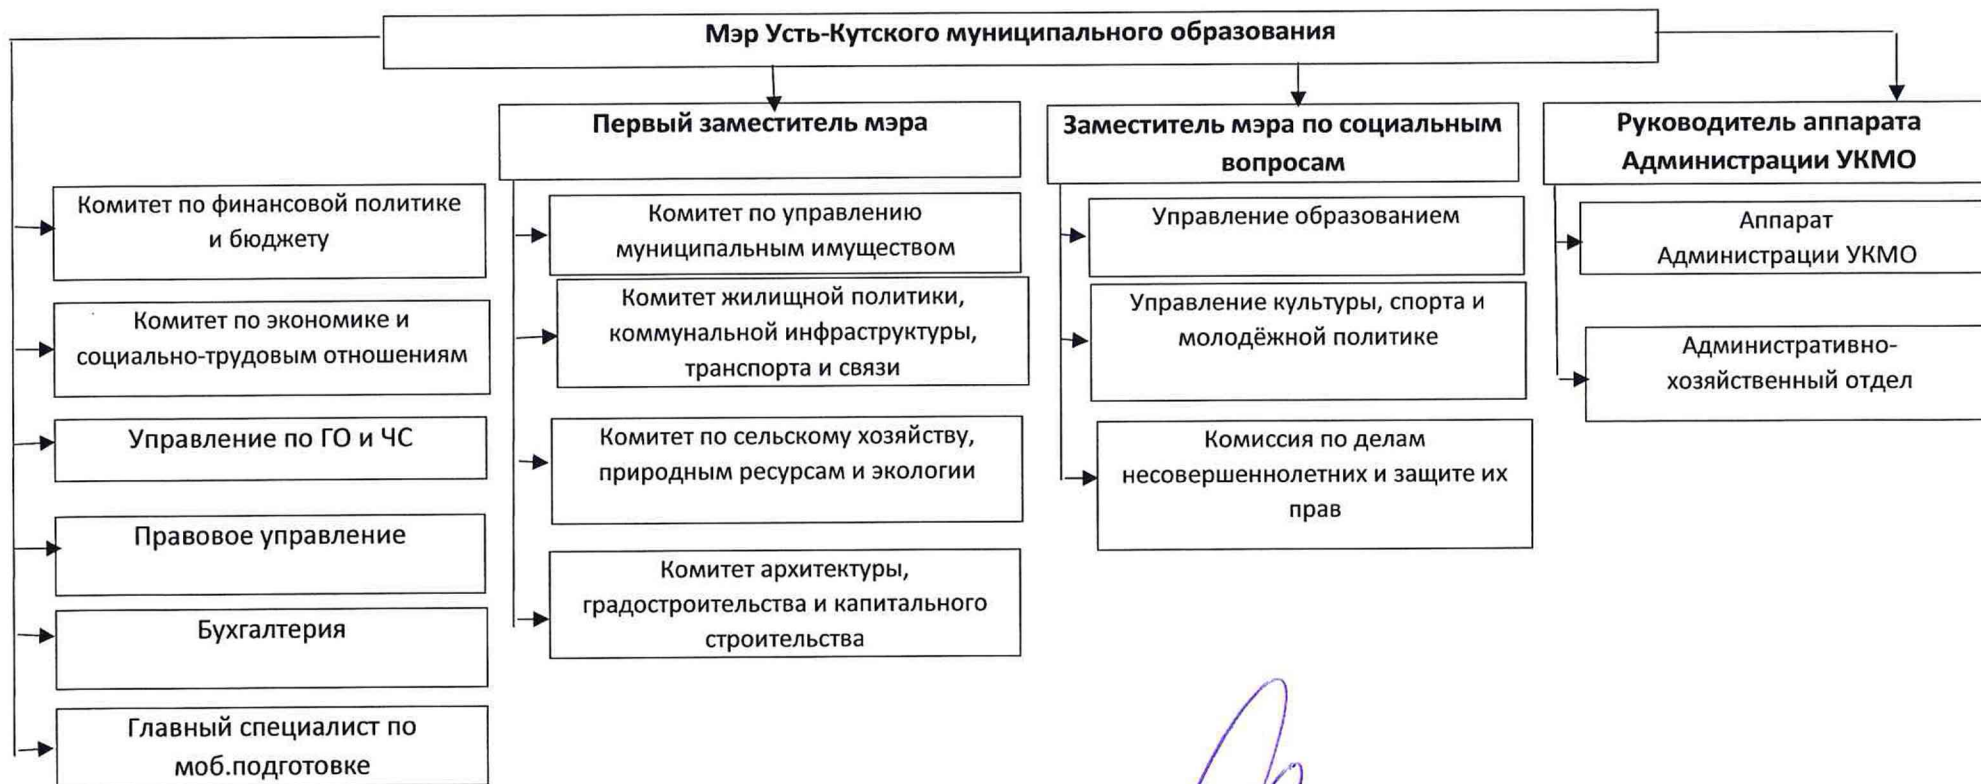 Мэр Усть-Кутского муниципального образования
Первый заместитель мэра
Заместитель мэра по социальным
вопросам
Руководитель аппарата
Администрации УКМО
Комитет по финансовой политике
и бюджету
Комитет по экономике и
социально-трудовым отношениям
Управление по ГО и ЧС
Правовое управление
Бухгалтерия
Главный специалист по
моб.подготовке
Комитет по управлению
муниципальным имуществом
Комитет жилищной политики,
коммунальной инфраструктуры,
транспорта и связи
Комитет по сельскому хозяйству,
природным ресурсам и экологии
Комитет архитектуры,
градостроительства и капитального
строительства
Управление образованием
Управление культуры, спорта и
молодёжной политике
Комиссия по делам
несовершеннолетних и защите их
прав
Аппарат
Администрации УКМО
Административно-
хозяйственный отдел